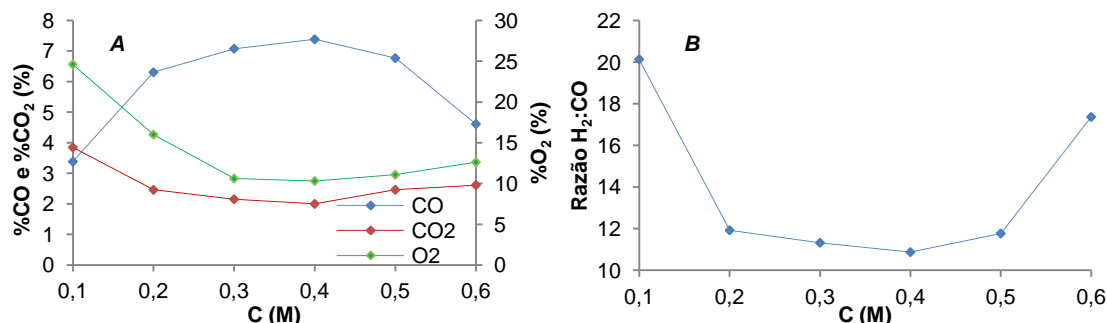 A
%CO e %CO₂ (%)
8
7
6
5
4
3
2
1
0
30
25
20
15
10
5
0
%O₂ (%)
CO
CO2
O2
0,1 0,2 0,3 0,4 0,5 0,6
C (M)
B
Razão H₂:CO
22
20
18
16
14
12
10
0,1 0,2 0,3 0,4 0,5 0,6
C (M)